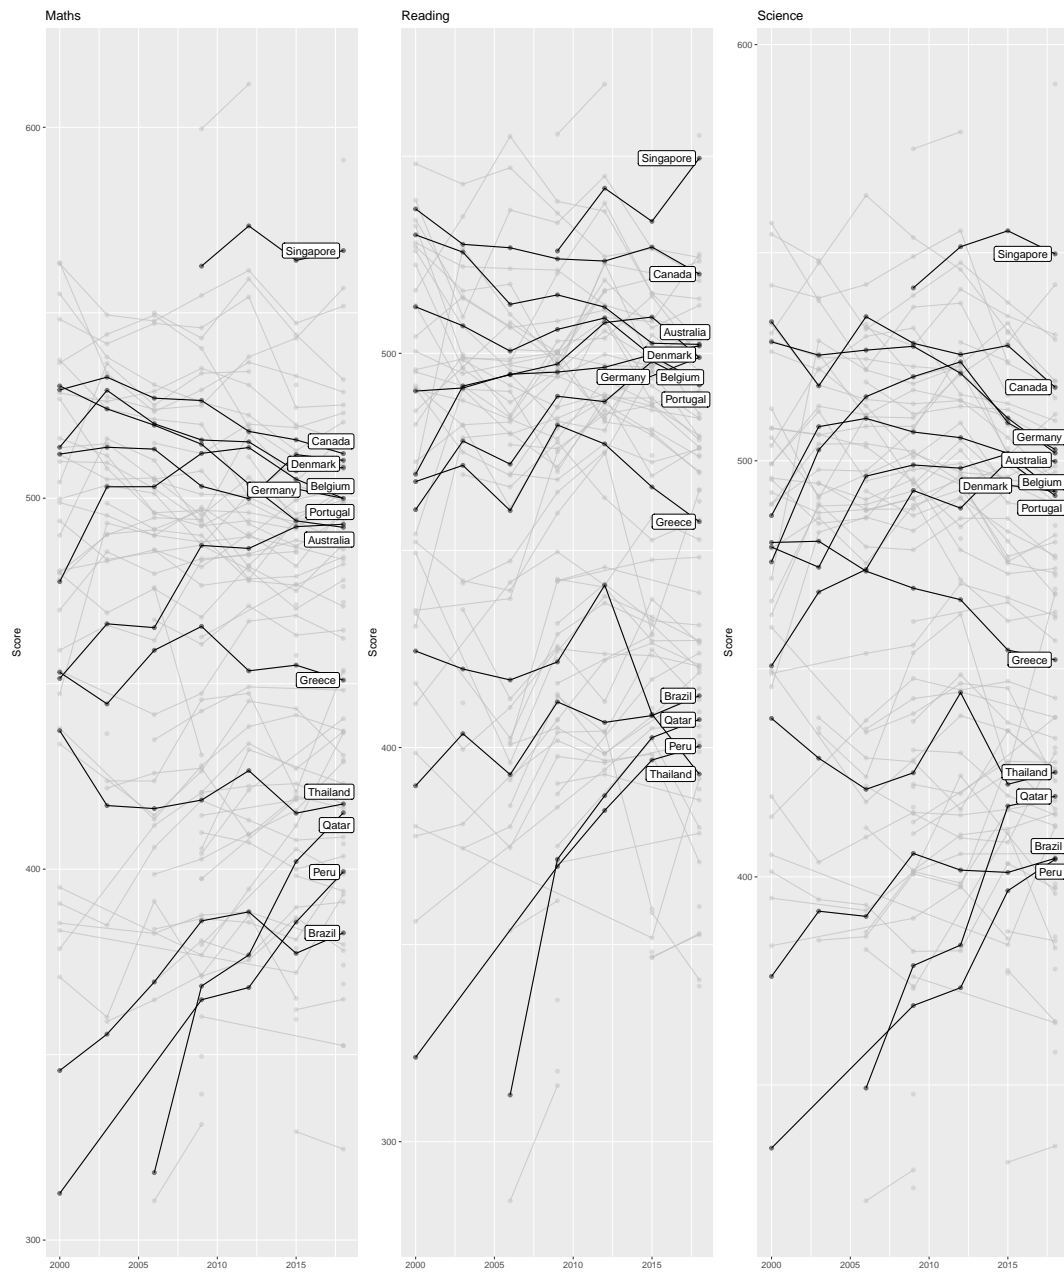 Maths
Reading
Science
Score
600
500
400
300
Singapore
Canada
Denmark
Belgium
Germany
Portugal
Australia
Greece
Thailand
Qatar
Peru
Brazil
2000
2005
2010
2015
Score
500
400
300
Singapore
Canada
Australia
Denmark
Germany
Belgium
Portugal
Greece
Brazil
Qatar
Peru
Thailand
2000
2005
2010
2015
Score
600
500
400
Singapore
Canada
Germany
Australia
Belgium
Denmark
Portugal
Greece
Thailand
Qatar
Brazil
Peru
2000
2005
2010
2015